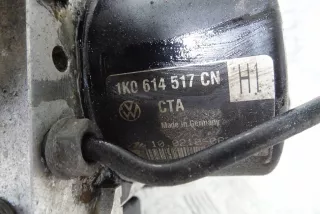 1K0 614 517 CN
H1
CTA
Made in Germany